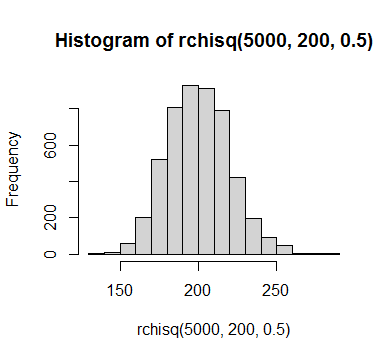 Histogram of rchisq(5000, 200, 0.5)
Frequency
600
200
0
150 200 250
rchisq(5000, 200, 0.5)